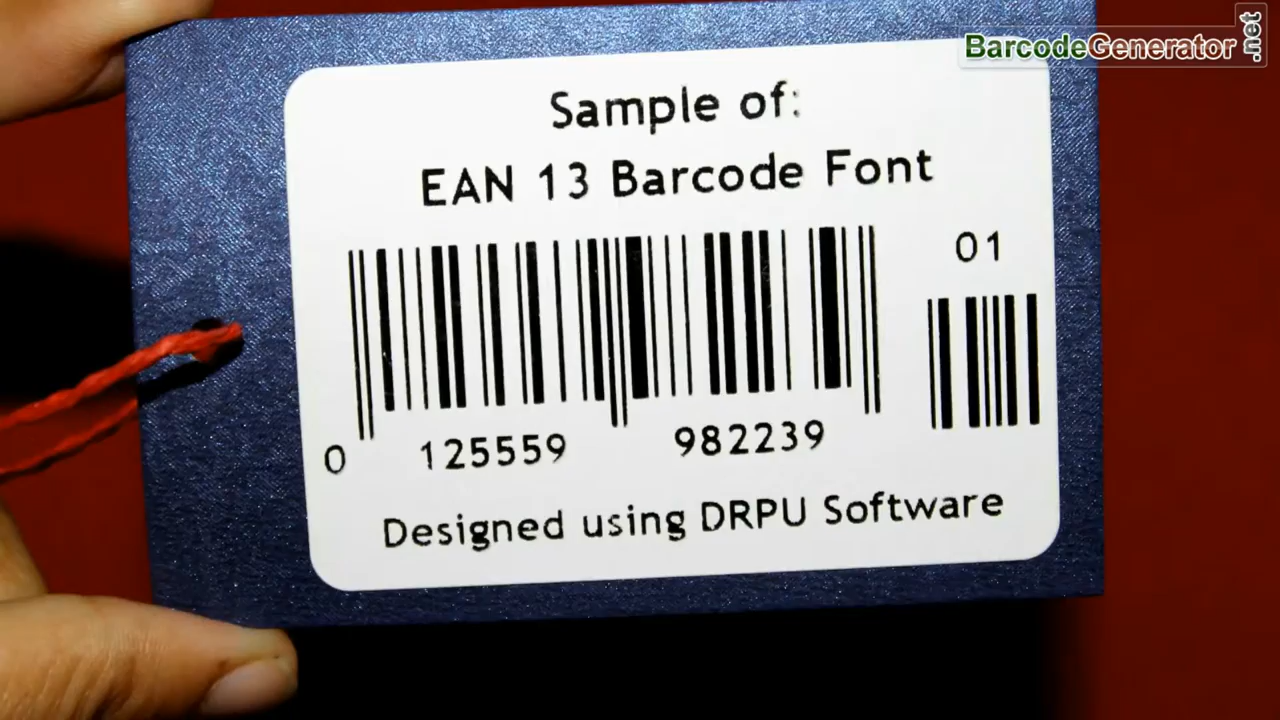 BarcodeGenerator.net
Sample of:
EAN 13 Barcode Font
01
0 125559 982239
Designed using DRPU Software